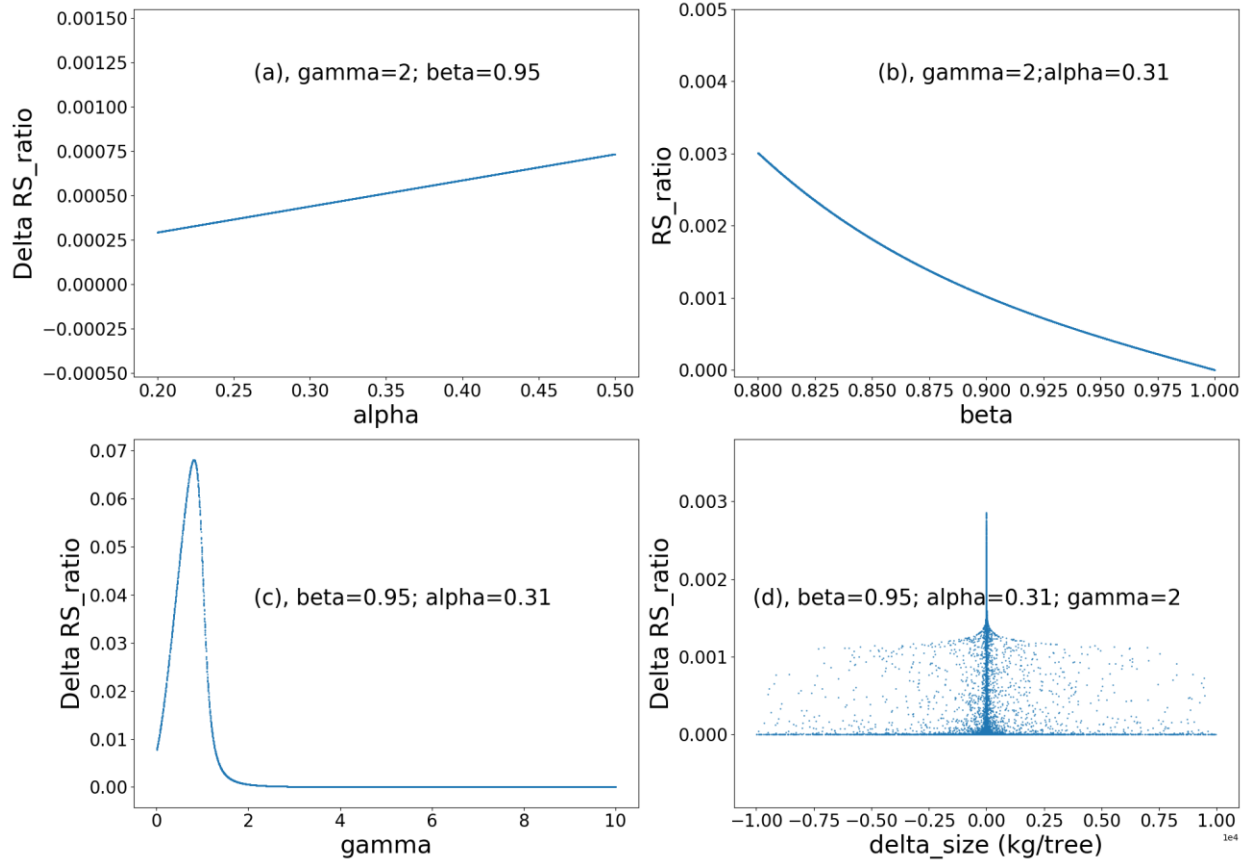 0.00150
0.00125
0.00100
0.00075
0.00050
0.00025
0.00000
−0.00025
−0.00050
Delta RS_ratio
(a), gamma=2; beta=0.95
0.20 0.25 0.30 0.35 0.40 0.45 0.50
alpha
0.005
0.004
0.003
0.002
0.001
0.000
RS_ratio
(b), gamma=2;alpha=0.31
0.800 0.825 0.850 0.875 0.900 0.925 0.950 0.975 1.000
beta
0.07
0.06
0.05
0.04
0.03
0.02
0.01
0.00
Delta RS_ratio
(c), beta=0.95; alpha=0.31
0 2 4 6 8 10
gamma
0.003
0.002
0.001
0.000
Delta RS_ratio
(d), beta=0.95; alpha=0.31; gamma=2
−1.00 −0.75 −0.50 −0.25 0.00 0.25 0.50 0.75 1.00
1e4
delta_size (kg/tree)